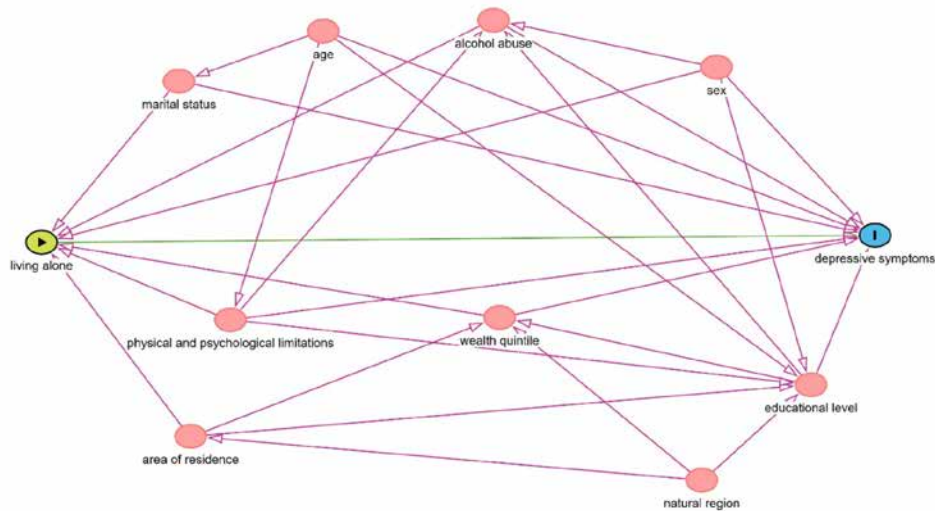 alcohol abuse
age
sex
marital status
living alone
depressive symptoms
physical and psychological limitations
wealth quintile
educational level
area of residence
natural region